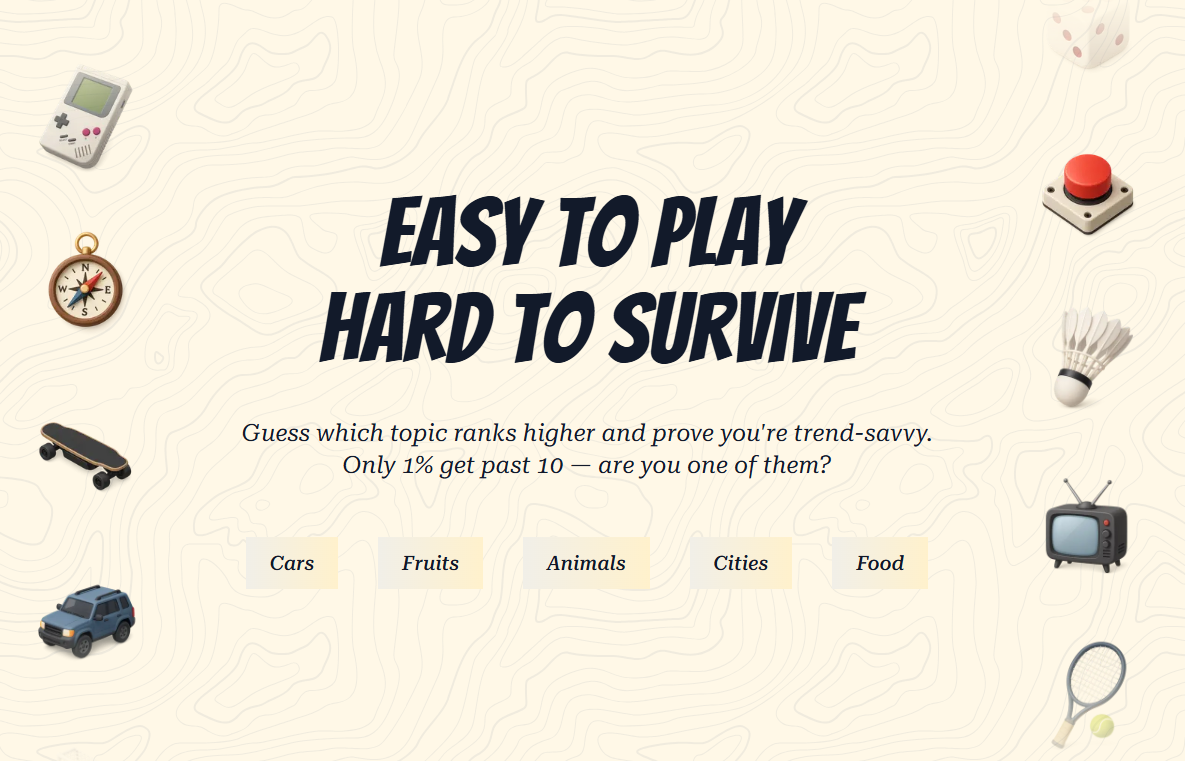 EASY TO PLAY
HARD TO SURVIVE
Guess which topic ranks higher and prove you're trend-savvy.
Only 1% get past 10 — are you one of them?
Cars
Fruits
Animals
Cities
Food
N
W E
S